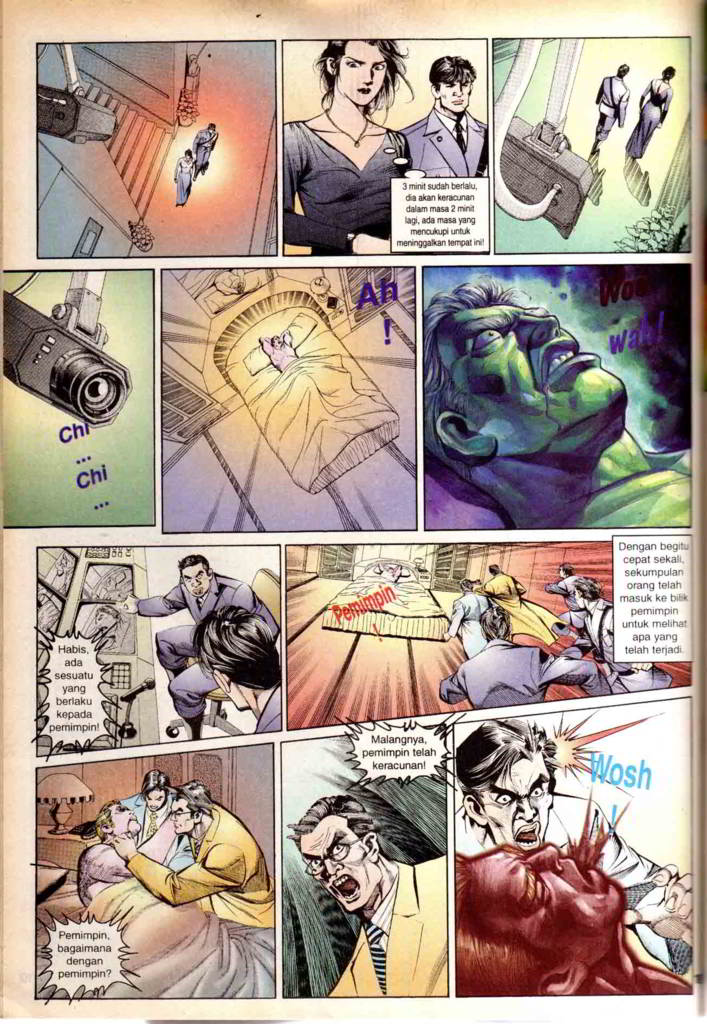 3 minit sudah berlalu,
dia akan keracunan
dalam masa 2 minit
lagi, ada masa yang
mencukupi untuk
meninggalkan tempat ini!
Chi
...
Chi
...
Ah
!
Woo
wah!
Habis,
ada
sesuatu
yang
berlaku
kepada
pemimpin!
Pemimpin
!
Dengan begitu
cepat sekali,
sekumpulan
orang telah
masuk ke bilik
pemimpin
untuk melihat
apa yang
telah terjadi.
Pemimpin,
bagaimana
dengan
pemimpin?
Malangnya,
pemimpin telah
keracunan!
Wosh
!